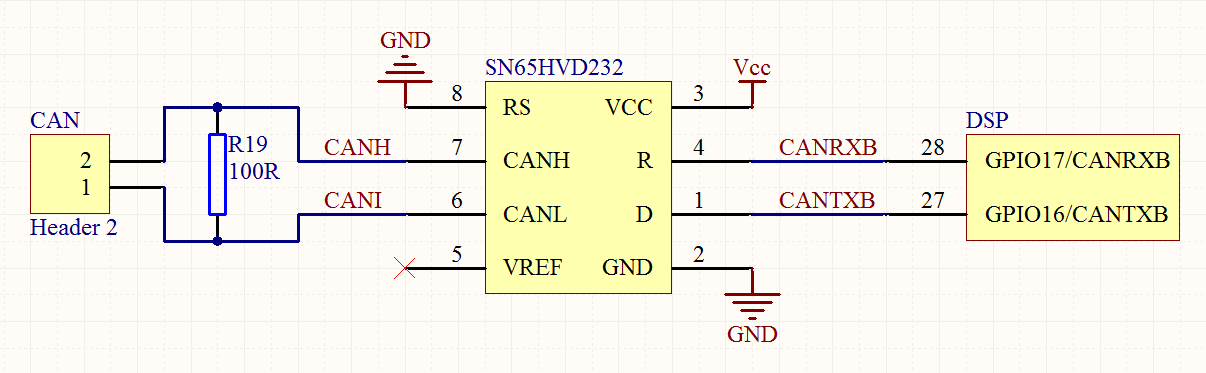 GND
SN65HVD232
Vcc
CAN
8
RS
VCC
3
DSP
R19
100R
2
CANH
7
CANH
R
4
CANRXB
28
GPIO17/CANRXB
1
CANI
6
CANL
D
1
CANTXB
27
GPIO16/CANTXB
Header 2
5
VREF
GND
2
GND